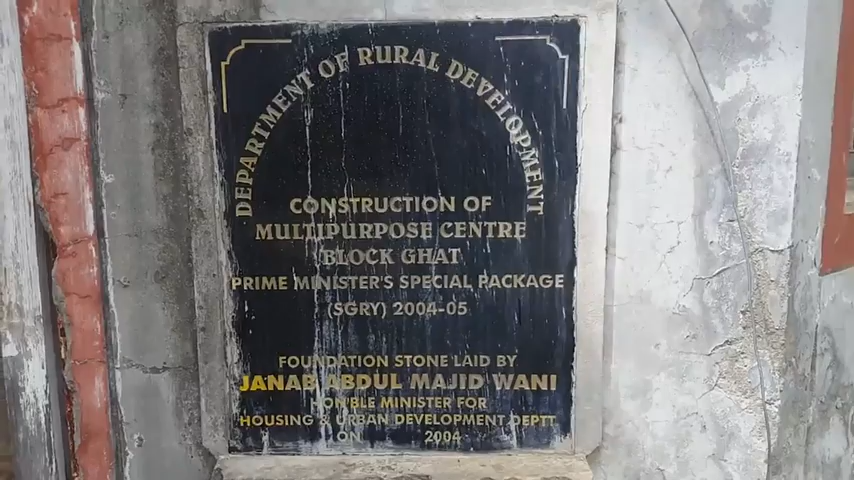 DEPARTMENT OF RURAL DEVELOPMENT
CONSTRUCTION OF
MULTIPURPOSE CENTRE
BLOCK GHAT
PRIME MINISTER'S SPECIAL PACKAGE
(SGRY) 2004-05
FOUNDATION STONE LAID BY
JANAB ABDUL MAJID WANI
HON'BLE MINISTER FOR
HOUSING & URBAN DEVELOPMENT DEPTT
ON 2004